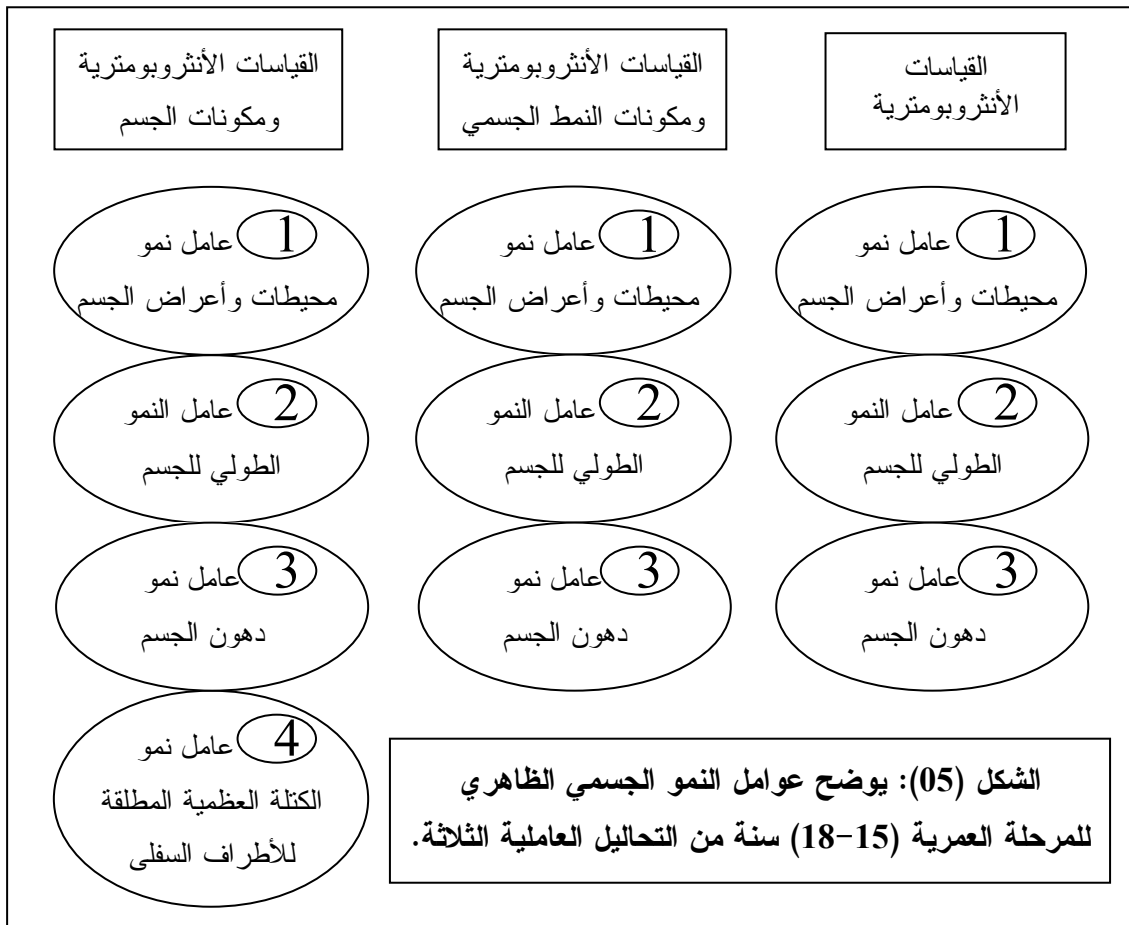 القياسات
الأنثروبومترية
القياسات الأنثروبومترية
ومكونات النمط الجسمي
القياسات الأنثروبومترية
ومكونات الجسم
1 عامل نمو
محيطات وأعراض الجسم
2 عامل النمو
الطولي للجسم
3 عامل نمو
دهون الجسم
1 عامل نمو
محيطات وأعراض الجسم
2 عامل النمو
الطولي للجسم
3 عامل نمو
دهون الجسم
1 عامل نمو
محيطات وأعراض الجسم
2 عامل النمو
الطولي للجسم
3 عامل نمو
دهون الجسم
4 عامل نمو
الكتلة العظمية المطلقة
للأطراف السفلى
الشكل (05): يوضح عوامل النمو الجسمي الظاهري
للمرحلة العمرية (15-18) سنة من التحاليل العاملية الثلاثة.